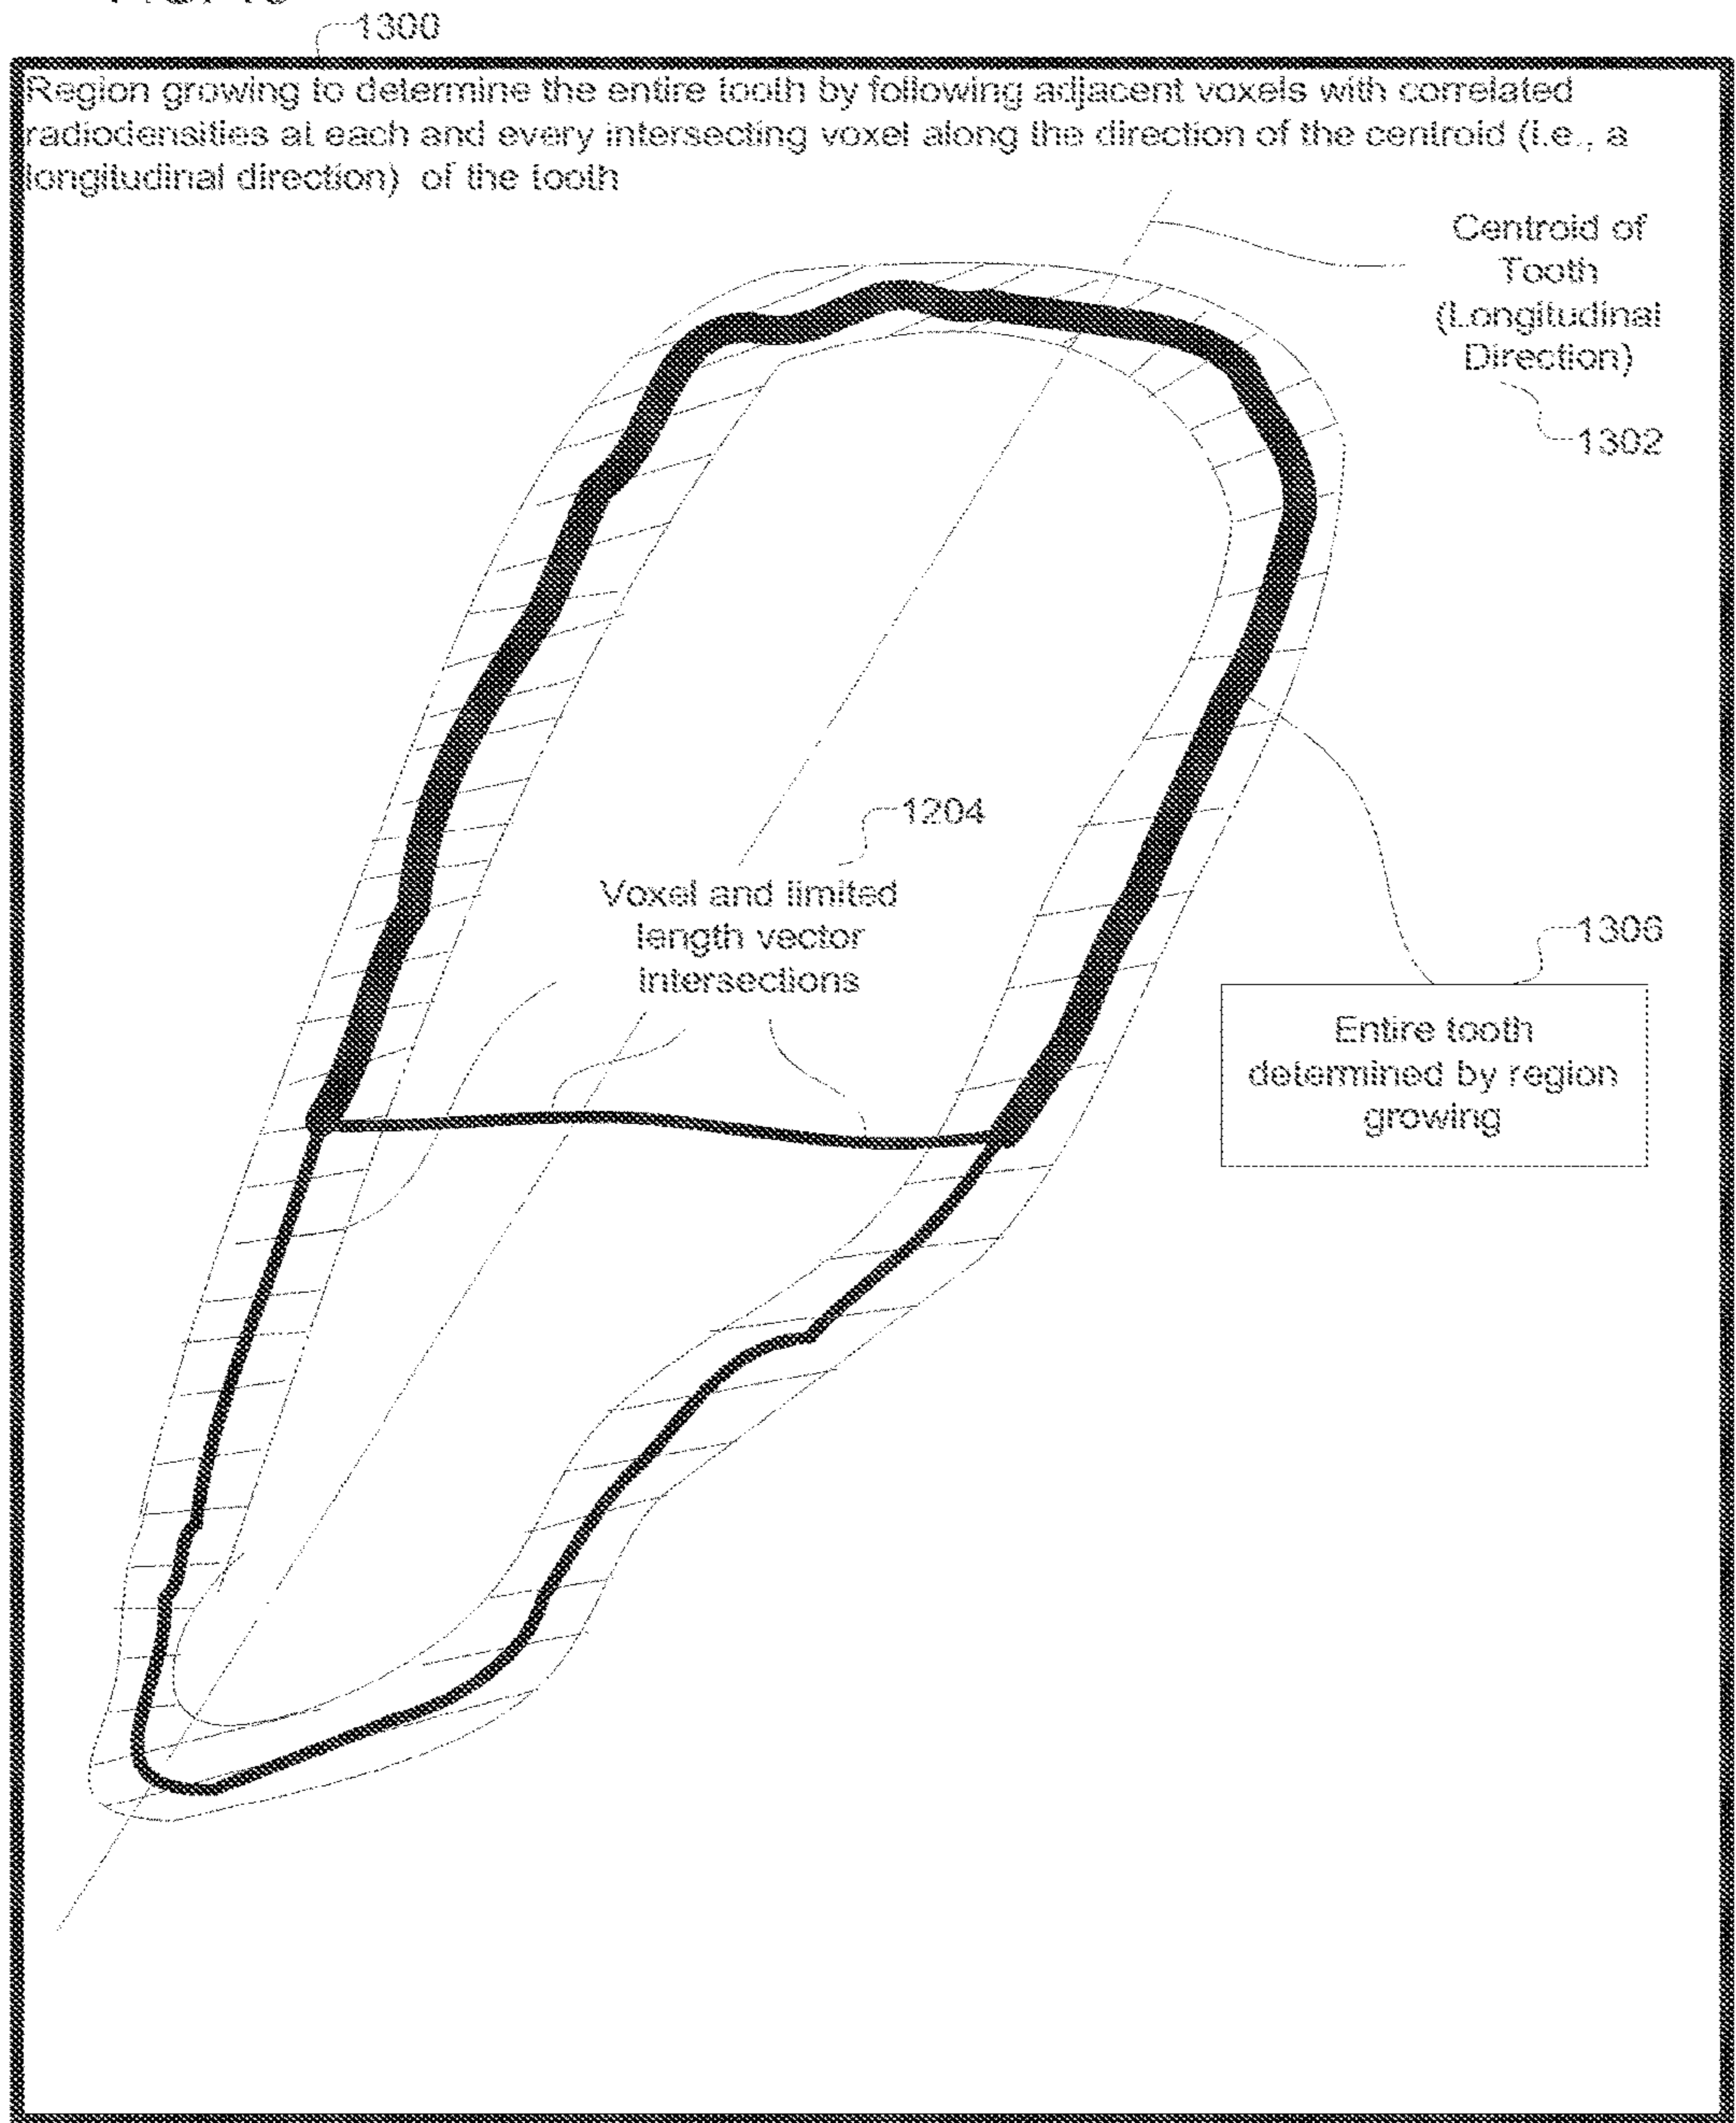 1300
Region growing to determine the entire tooth by following adjacent voxels with correlated
radiodensities at each and every intersecting voxel along the direction of the centroid (i.e., a
longitudinal direction) of the tooth
Centroid of
Tooth
(Longitudinal
Direction)
1302
1204
Voxel and limited
length vector
intersections
1306
Entire tooth
determined by region
growing